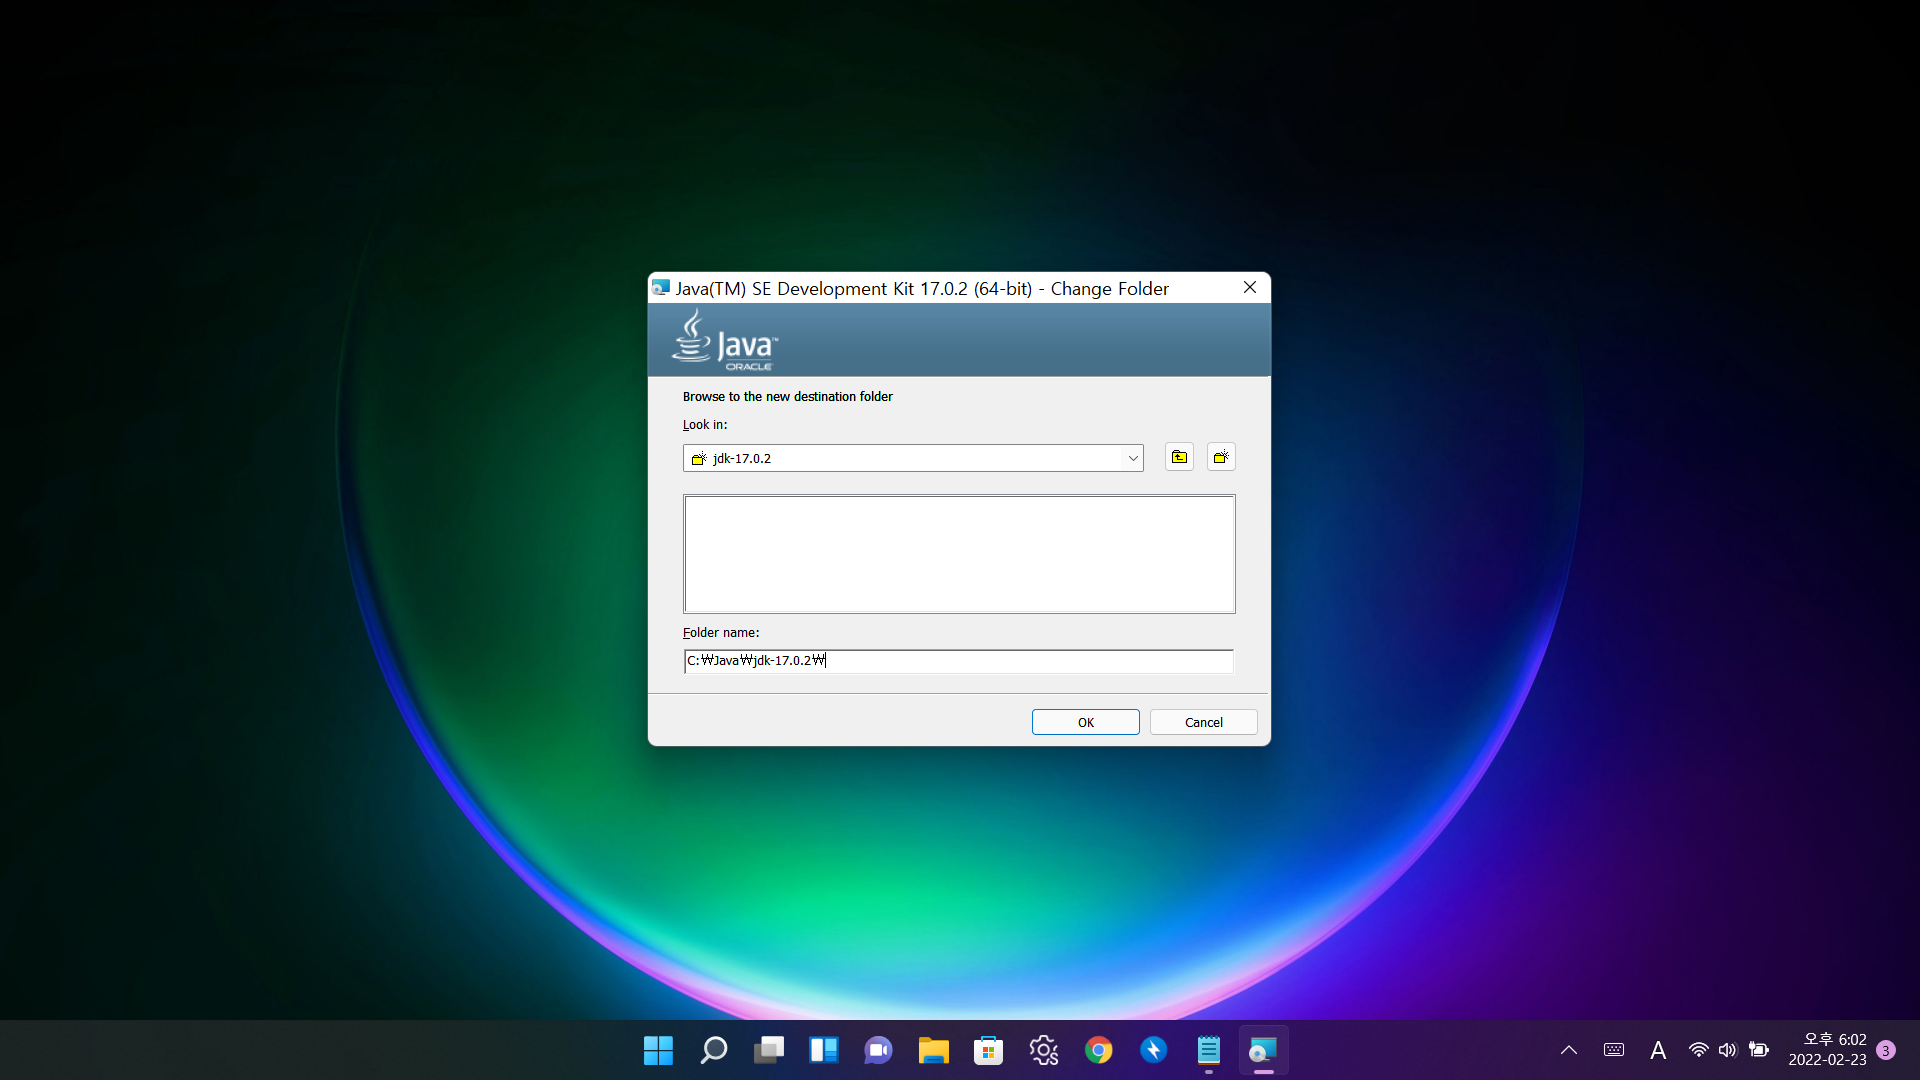 Java(TM) SE Development Kit 17.0.2 (64-bit) - Change Folder
Java™
ORACLE
Browse to the new destination folder
Look in:
jdk-17.0.2
Folder name:
C:₩Java₩jdk-17.0.2₩
OK
Cancel
A
오후 6:02
2022-02-23
3